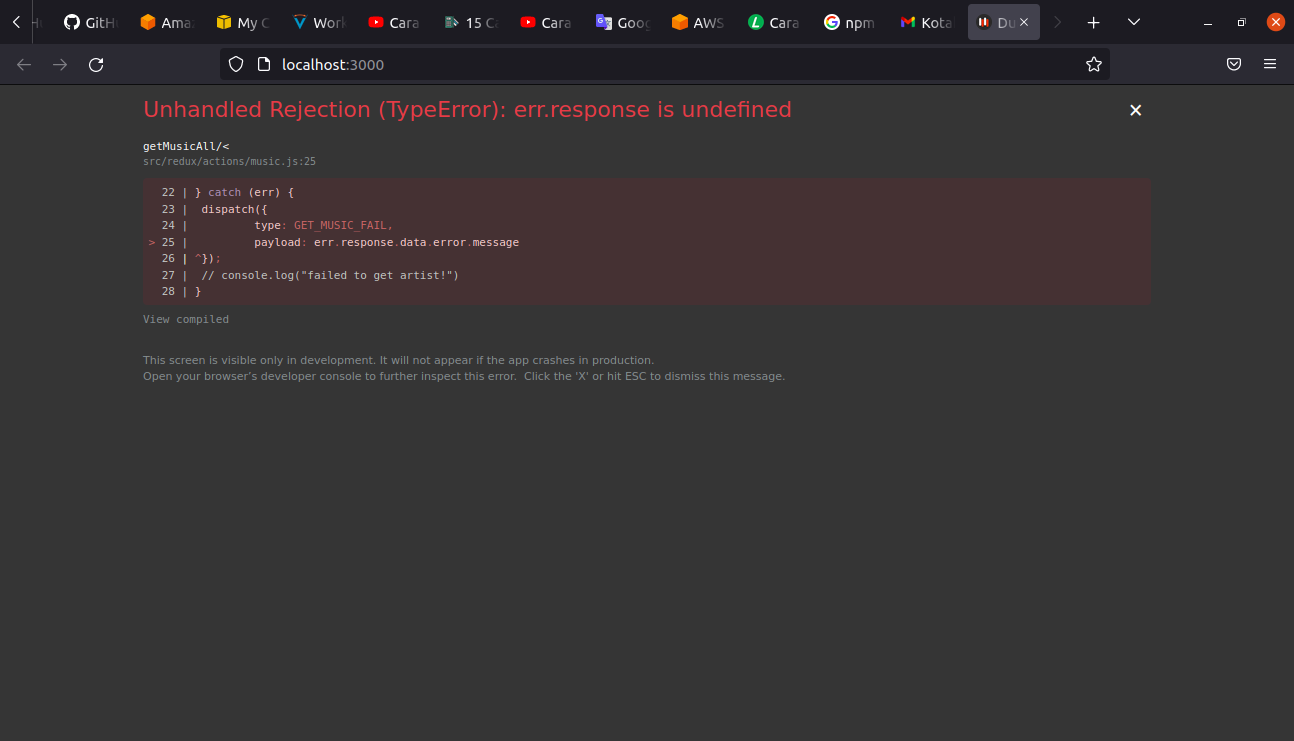 GitH
Ama
My C
Work
Cara
15 C
Cara
Goog
AWS
Cara
npm
Kota
Du
localhost:3000
Unhandled Rejection (TypeError): err.response is undefined
getMusicAll/<
src/redux/actions/music.js:25
22 | } catch (err) {
23 | dispatch({
24 | type: GET_MUSIC_FAIL,
> 25 | payload: err.response.data.error.message
26 | ^});
27 | // console.log("failed to get artist!")
28 | }
View compiled
This screen is visible only in development. It will not appear if the app crashes in production.
Open your browser's developer console to further inspect this error. Click the 'X' or hit ESC to dismiss this message.